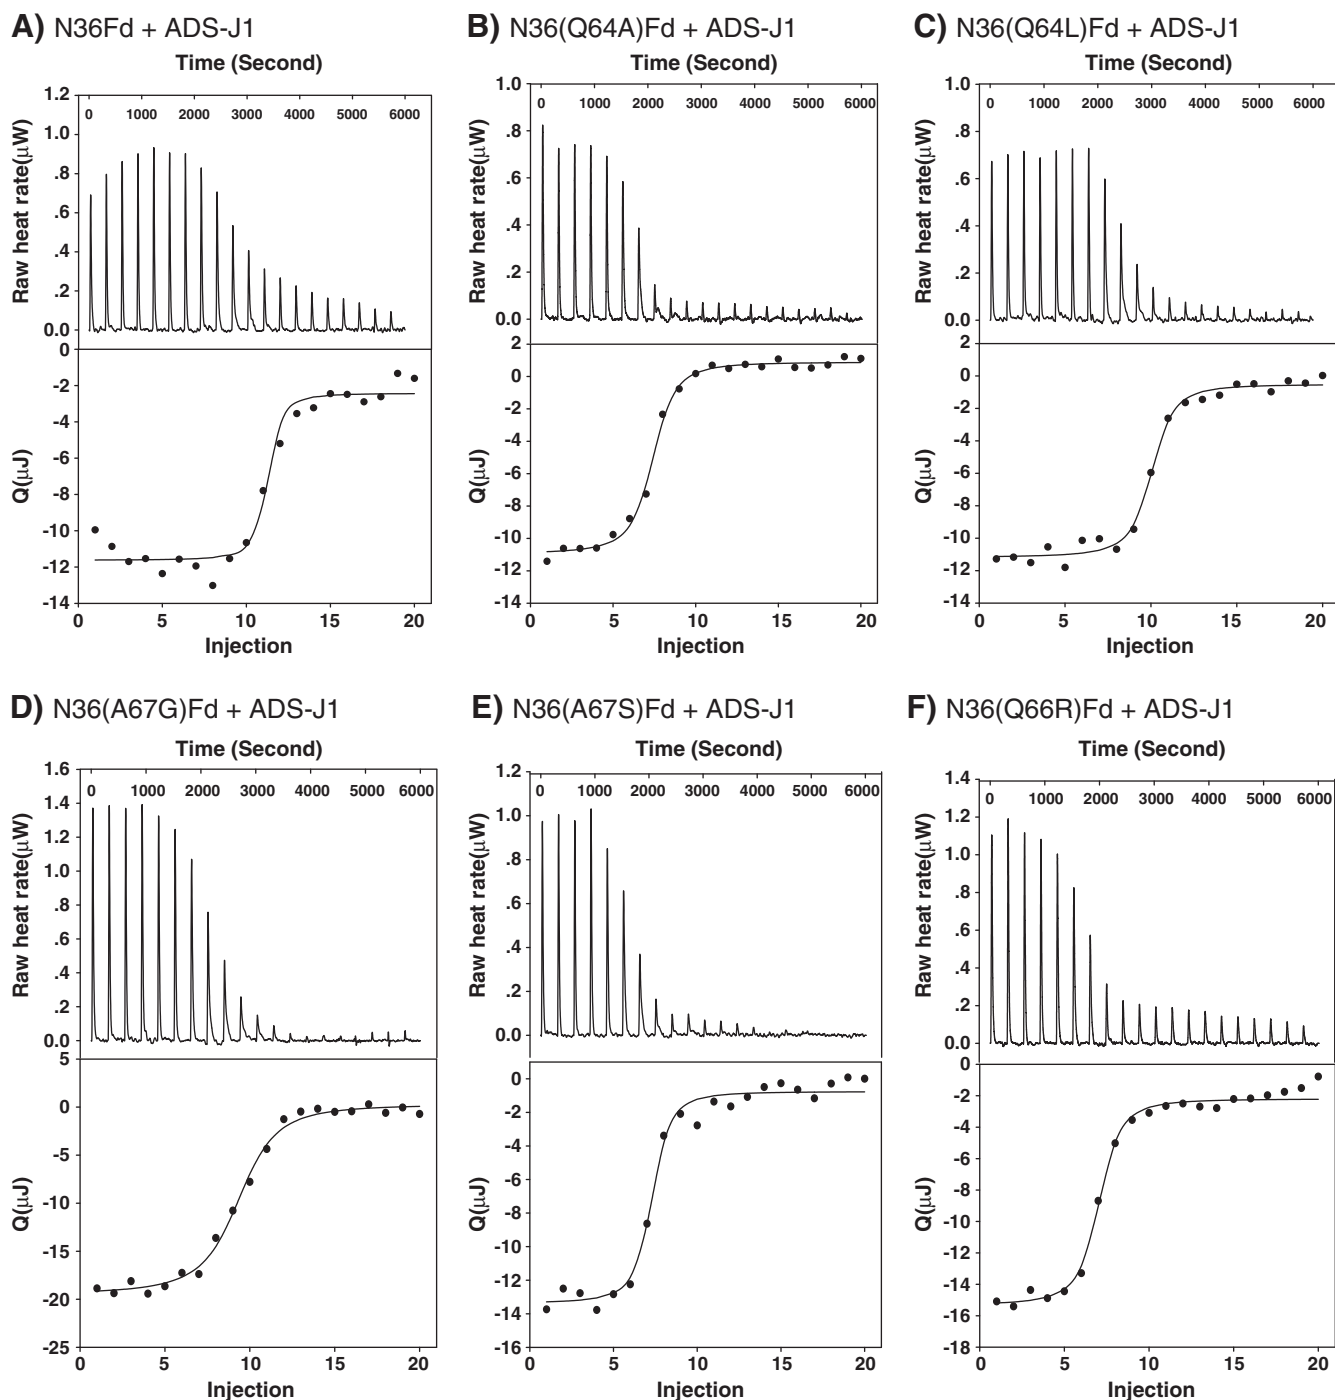 A) N36Fd + ADS-J1
Time (Second)
1.2
1.0
.8
.6
.4
.2
0.0
0 1000 2000 3000 4000 5000 6000
Raw heat rate(μW)
0
-2
-4
-6
-8
-10
-12
-14
Q(μJ)
0 5 10 15 20
Injection
B) N36(Q64A)Fd + ADS-J1
Time (Second)
1.0
.8
.6
.4
.2
0.0
0 1000 2000 3000 4000 5000 6000
Raw heat rate(μW)
2
0
-2
-4
-6
-8
-10
-12
-14
Q(μJ)
0 5 10 15 20
Injection
C) N36(Q64L)Fd + ADS-J1
Time (Second)
1.0
.8
.6
.4
.2
0.0
0 1000 2000 3000 4000 5000 6000
Raw heat rate(μW)
2
0
-2
-4
-6
-8
-10
-12
-14
Q(μJ)
0 5 10 15 20
Injection
D) N36(A67G)Fd + ADS-J1
Time (Second)
1.6
1.4
1.2
1.0
.8
.6
.4
.2
0.0
0 1000 2000 3000 4000 5000 6000
Raw heat rate(μW)
5
0
-5
-10
-15
-20
-25
Q(μJ)
0 5 10 15 20
Injection
E) N36(A67S)Fd + ADS-J1
Time (Second)
1.2
1.0
.8
.6
.4
.2
0.0
0 1000 2000 3000 4000 5000 6000
Raw heat rate(μW)
0
-2
-4
-6
-8
-10
-12
-14
-16
Q(μJ)
0 5 10 15 20
Injection
F) N36(Q66R)Fd + ADS-J1
Time (Second)
1.4
1.2
1.0
.8
.6
.4
.2
0.0
0 1000 2000 3000 4000 5000 6000
Raw heat rate(μW)
0
-2
-4
-6
-8
-10
-12
-14
-16
-18
Q(μJ)
0 5 10 15 20
Injection